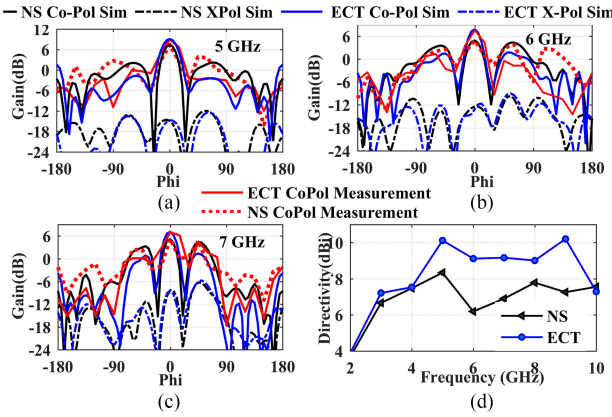 NS Co-Pol Sim NS XPol Sim ECT Co-Pol Sim ECT X-Pol Sim
5 GHz
Gain(dB)
12
6
0
-6
-12
-18
-24
-180 -90 0 90 180
Phi
(a)
6 GHz
Gain(dB)
12
6
0
-6
-12
-18
-24
-180 -90 0 90 180
Phi
(b)
ECT CoPol Measurement
NS CoPol Measurement
7 GHz
Gain(dB)
12
6
0
-6
-12
-18
-24
-180 -90 0 90 180
Phi
(c)
Directivity(dBi)
10
8
6
4
2 4 6 8 10
Frequency (GHz)
NS
ECT
(d)